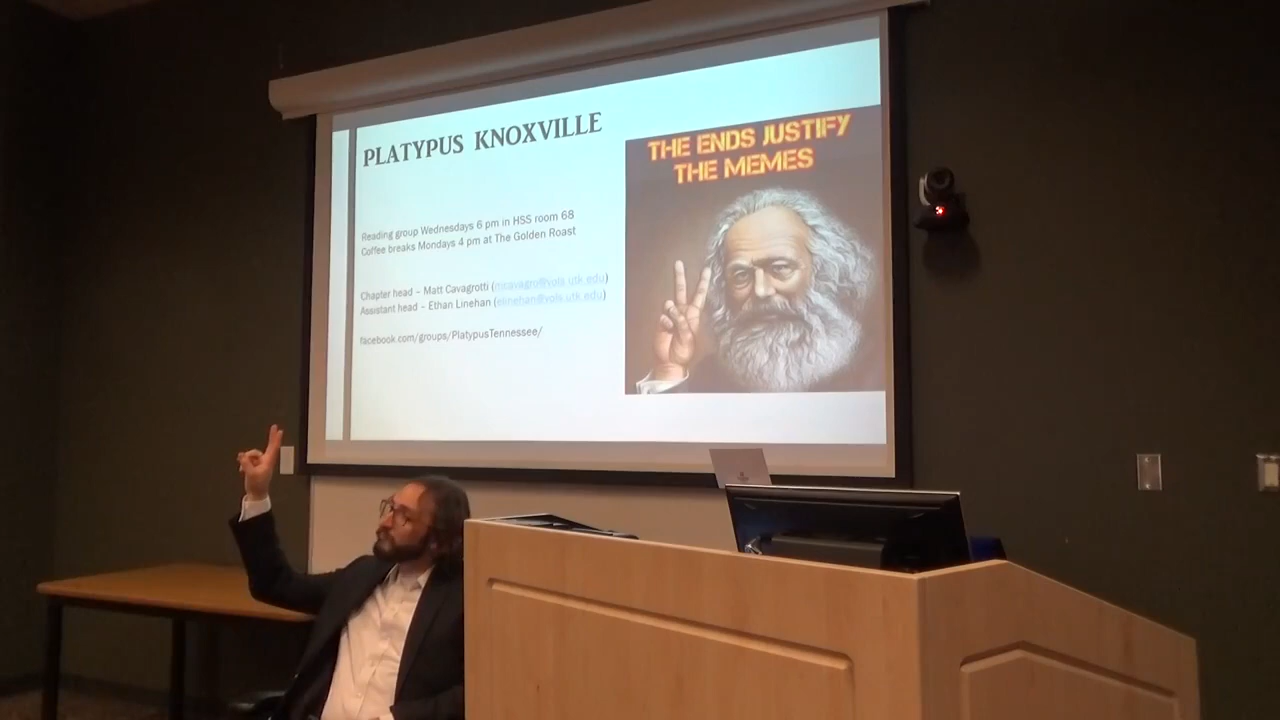 PLATYPUS KNOXVILLE
THE ENDS JUSTIFY
THE MEMES
Reading group Wednesdays 6 pm in HSS room 68
Coffee breaks Mondays 4 pm at The Golden Roast
Chapter head – Matt Cavagrotti (mcavagro@vols.utk.edu)
Assistant head – Ethan Linehan (elinehan@vols.utk.edu)
facebook.com/groups/PlatypusTennessee/